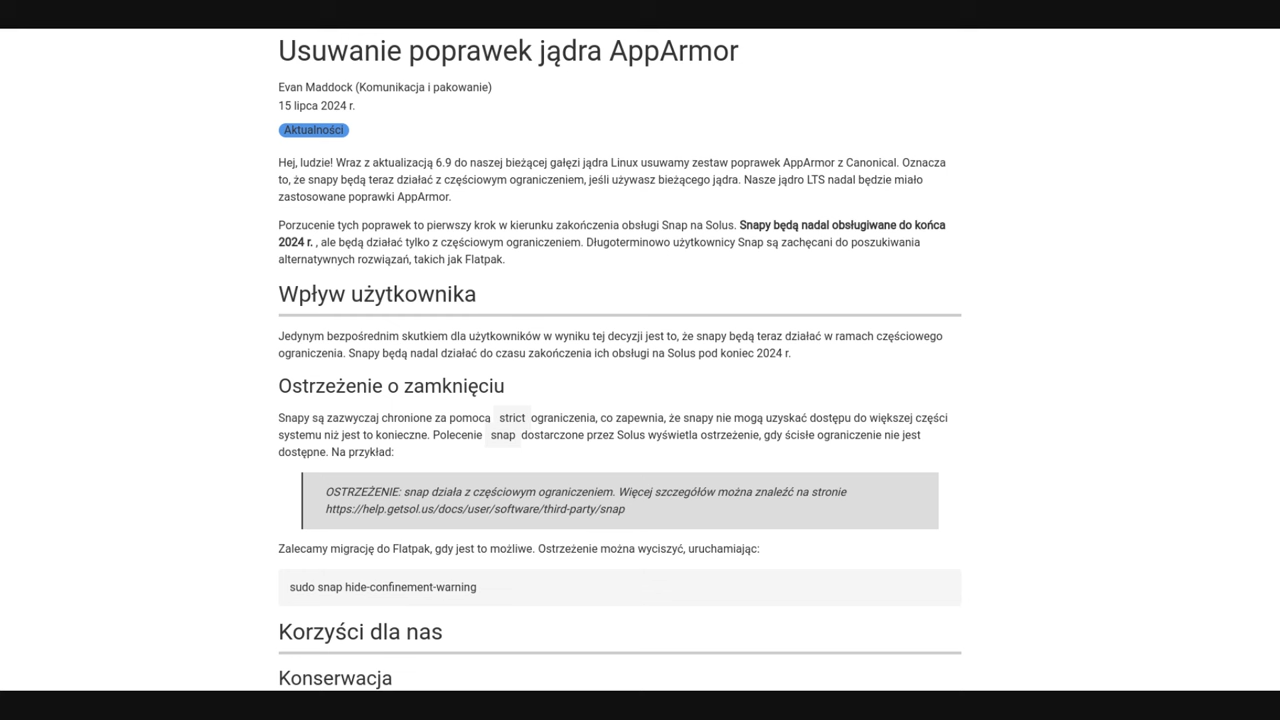 Usuwanie poprawek jądra AppArmor
Evan Maddock (Komunikacja i pakowanie)
15 lipca 2024 r.
Aktualności
Hej, ludzie! Wraz z aktualizacją 6.9 do naszej bieżącej gałęzi jądra Linux usuwamy zestaw poprawek AppArmor z Canonical. Oznacza
to, że snapy będą teraz działać z częściowym ograniczeniem, jeśli używasz bieżącego jądra. Nasze jądro LTS nadal będzie miało
zastosowane poprawki AppArmor.
Porzucenie tych poprawek to pierwszy krok w kierunku zakończenia obsługi Snap na Solus. Snapy będą nadal obsługiwane do końca
2024 r. , ale będą działać tylko z częściowym ograniczeniem. Długoterminowo użytkownicy Snap są zachęcani do poszukiwania
alternatywnych rozwiązań, takich jak Flatpak.
Wpływ użytkownika
Jedynym bezpośrednim skutkiem dla użytkowników w wyniku tej decyzji jest to, że snapy będą teraz działać w ramach częściowego
ograniczenia. Snapy będą nadal działać do czasu zakończenia ich obsługi na Solus pod koniec 2024 r.
Ostrzeżenie o zamknięciu
Snapy są zazwyczaj chronione za pomocą strict ograniczenia, co zapewnia, że snapy nie mogą uzyskać dostępu do większej części
systemu niż jest to konieczne. Polecenie snap dostarczone przez Solus wyświetla ostrzeżenie, gdy ścisłe ograniczenie nie jest
dostępne. Na przykład:
OSTRZEŻENIE: snap działa z częściowym ograniczeniem. Więcej szczegółów można znaleźć na stronie
https://help.getsol.us/docs/user/software/third-party/snap
Zalecamy migrację do Flatpak, gdy jest to możliwe. Ostrzeżenie można wyciszyć, uruchamiając:
sudo snap hide-confinement-warning
Korzyści dla nas
Konserwacja